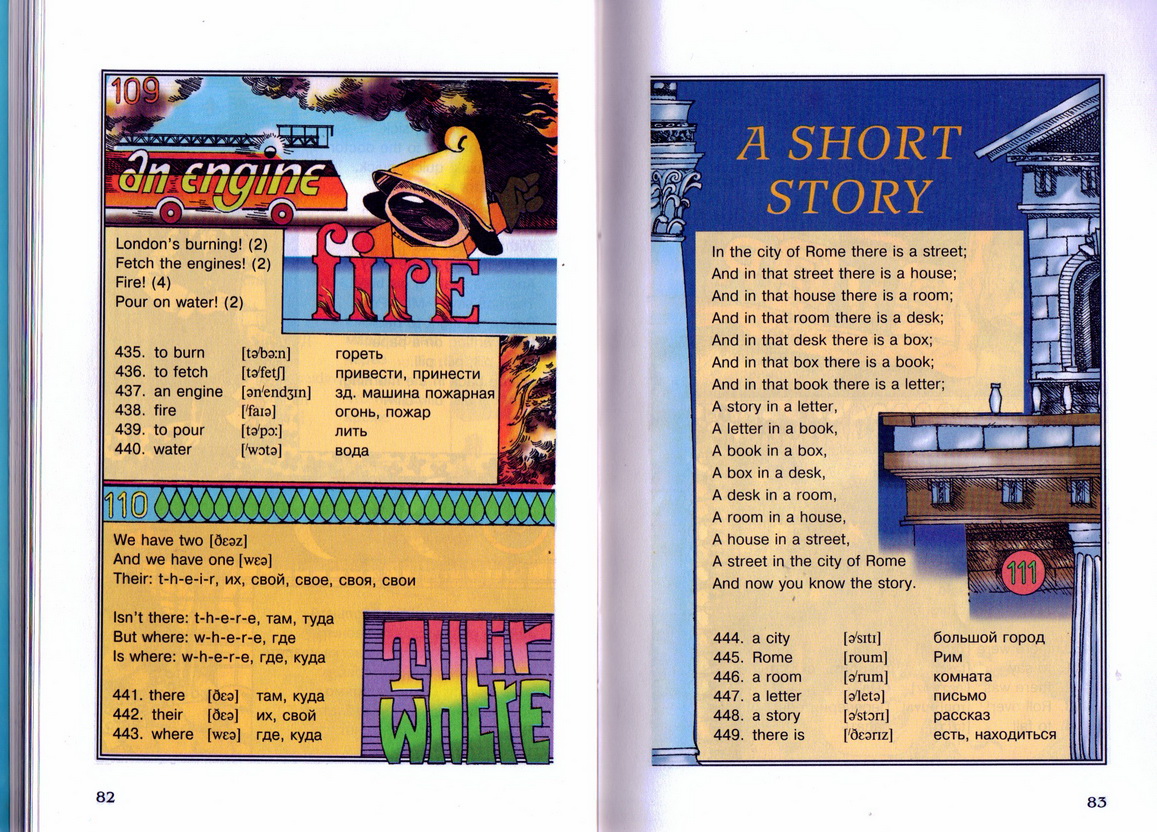 109
an engine
fire
London's burning! (2)
Fetch the engines! (2)
Fire! (4)
Pour on water! (2)
435. to burn [tə'bə:n] гореть
436. to fetch [tə'fetʃ] привести, принести
437. an engine [ən'endʒɪn] зд. машина пожарная
438. fire ['faɪə] огонь, пожар
439. to pour [tə'pɔ:] лить
440. water ['wɔtə] вода
110
We have two [ðɛəz]
And we have one [wɛə]
Their: t-h-e-i-r, их, свой, свое, своя, свои
Isn't there: t-h-e-r-e, там, туда
But where: w-h-e-r-e, где
Is where: w-h-e-r-e, где, куда
441. there [ðɛə] там, куда
442. their [ðɛə] их, свой
443. where [wɛə] где, куда
THEir
WHERE
82
A SHORT
STORY
In the city of Rome there is a street;
And in that street there is a house;
And in that house there is a room;
And in that room there is a desk;
And in that desk there is a box;
And in that box there is a book;
And in that book there is a letter;
A story in a letter,
A letter in a book,
A book in a box,
A box in a desk,
A desk in a room,
A room in a house,
A house in a street,
A street in the city of Rome
And now you know the story.
111
444. a city [ə'sɪtɪ] большой город
445. Rome [roum] Рим
446. a room [ə'rum] комната
447. a letter [ə'letə] письмо
448. a story [ə'stɔrɪ] рассказ
449. there is ['ðɛərɪz] есть, находиться
83